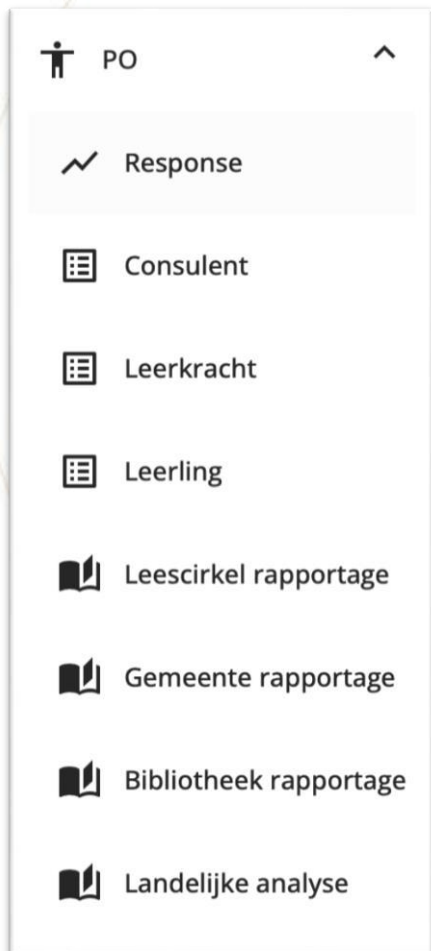 PO
Response
Consulent
Leerkracht
Leerling
Leescirkel rapportage
Gemeente rapportage
Bibliotheek rapportage
Landelijke analyse